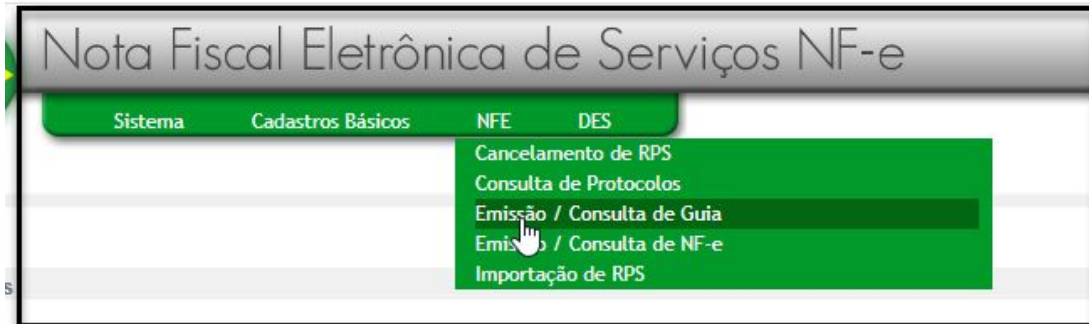 Nota Fiscal Eletrônica de Serviços NF-e
Sistema Cadastros Básicos NFE DES
Cancelamento de RPS
Consulta de Protocolos
Emissão / Consulta de Guia
/ Consulta de NF-e
Importação de RPS
s